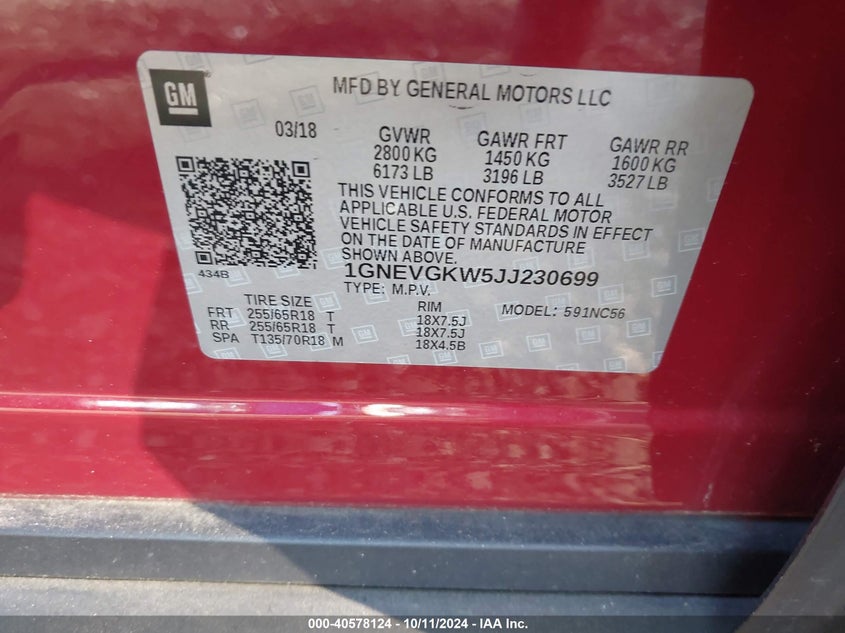 GM
MFD BY GENERAL MOTORS LLC
03/18
GVWR GAWR FRT GAWR RR
2800 KG 1450 KG 1600 KG
6173 LB 3196 LB 3527 LB
THIS VEHICLE CONFORMS TO ALL
APPLICABLE U.S. FEDERAL MOTOR
VEHICLE SAFETY STANDARDS IN EFFECT
ON THE DATE OF MANUFACTURE
SHOWN ABOVE.
434B
1GNEVGKW5JJ230699
TYPE: M.P.V.
MODEL: 591NC56
TIRE SIZE RIM
FRT 255/65R18 T 18X7.5J
RR 255/65R18 T 18X7.5J
SPA T135/70R18 M 18X4.5B
000-40578124 - 10/11/2024 - IAA Inc.